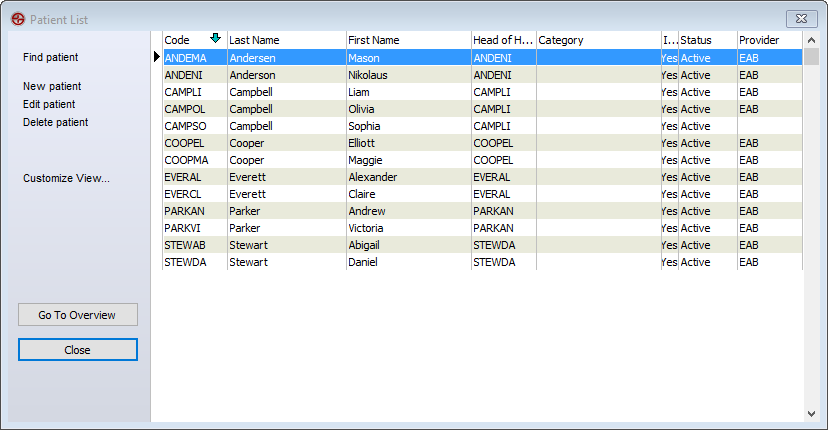 Patient List
Find patient
New patient
Edit patient
Delete patient
Customize View...
Go To Overview
Close
Code Last Name First Name Head of H... Category I... Status Provider
ANDEMA Andersen Mason ANDENI Yes Active EAB
ANDENI Anderson Nikolaus ANDENI Yes Active EAB
CAMPLI Campbell Liam CAMPLI Yes Active EAB
CAMPOL Campbell Olivia CAMPLI Yes Active EAB
CAMPSO Campbell Sophia CAMPLI Yes Active
COOPEL Cooper Elliott COOPEL Yes Active EAB
COOPMA Cooper Maggie COOPEL Yes Active EAB
EVERAL Everett Alexander EVERAL Yes Active EAB
EVERCL Everett Claire EVERAL Yes Active EAB
PARKAN Parker Andrew PARKAN Yes Active EAB
PARKVI Parker Victoria PARKAN Yes Active EAB
STEWAB Stewart Abigail STEWDA Yes Active EAB
STEWDA Stewart Daniel STEWDA Yes Active EAB